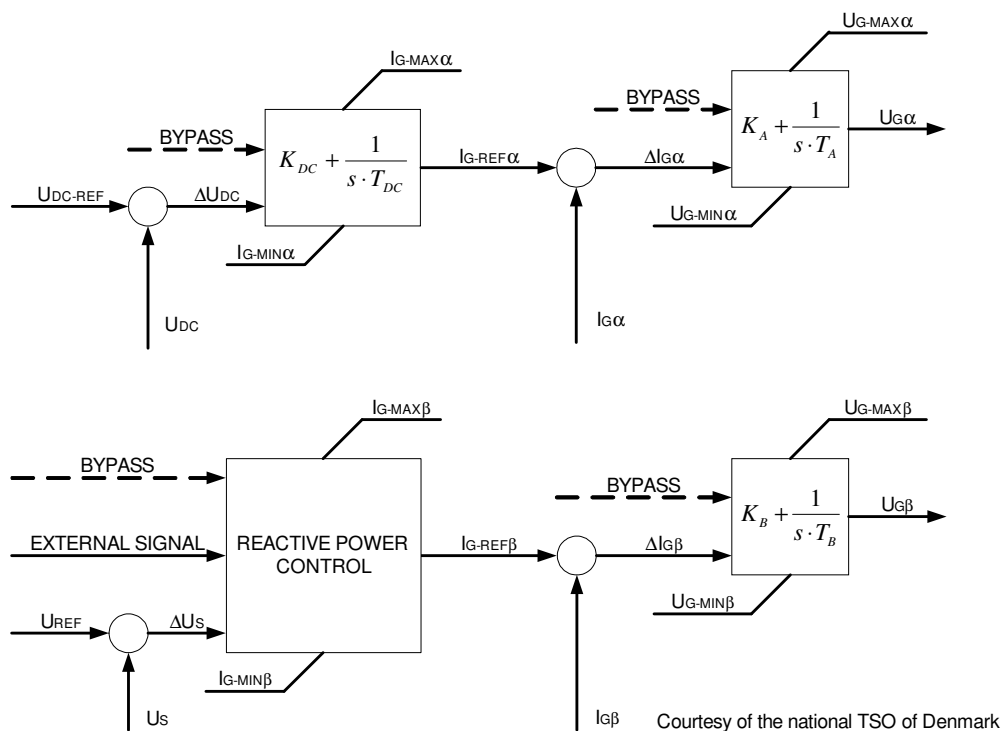 UG-MAXα
IG-MAXα
BYPASS
K_A + 1/(s · T_A)
UGα
BYPASS
K_DC + 1/(s · T_DC)
IG-REFα
ΔIGα
UDC-REF
ΔUDC
UG-MINα
IG-MINα
UDC
IGα
IG-MAXβ
UG-MAXβ
BYPASS
BYPASS
K_B + 1/(s · T_B)
UGβ
EXTERNAL SIGNAL
REACTIVE POWER
CONTROL
IG-REFβ
ΔIGβ
UREF
ΔUS
UG-MINβ
IG-MINβ
US
IGβ
Courtesy of the national TSO of Denmark